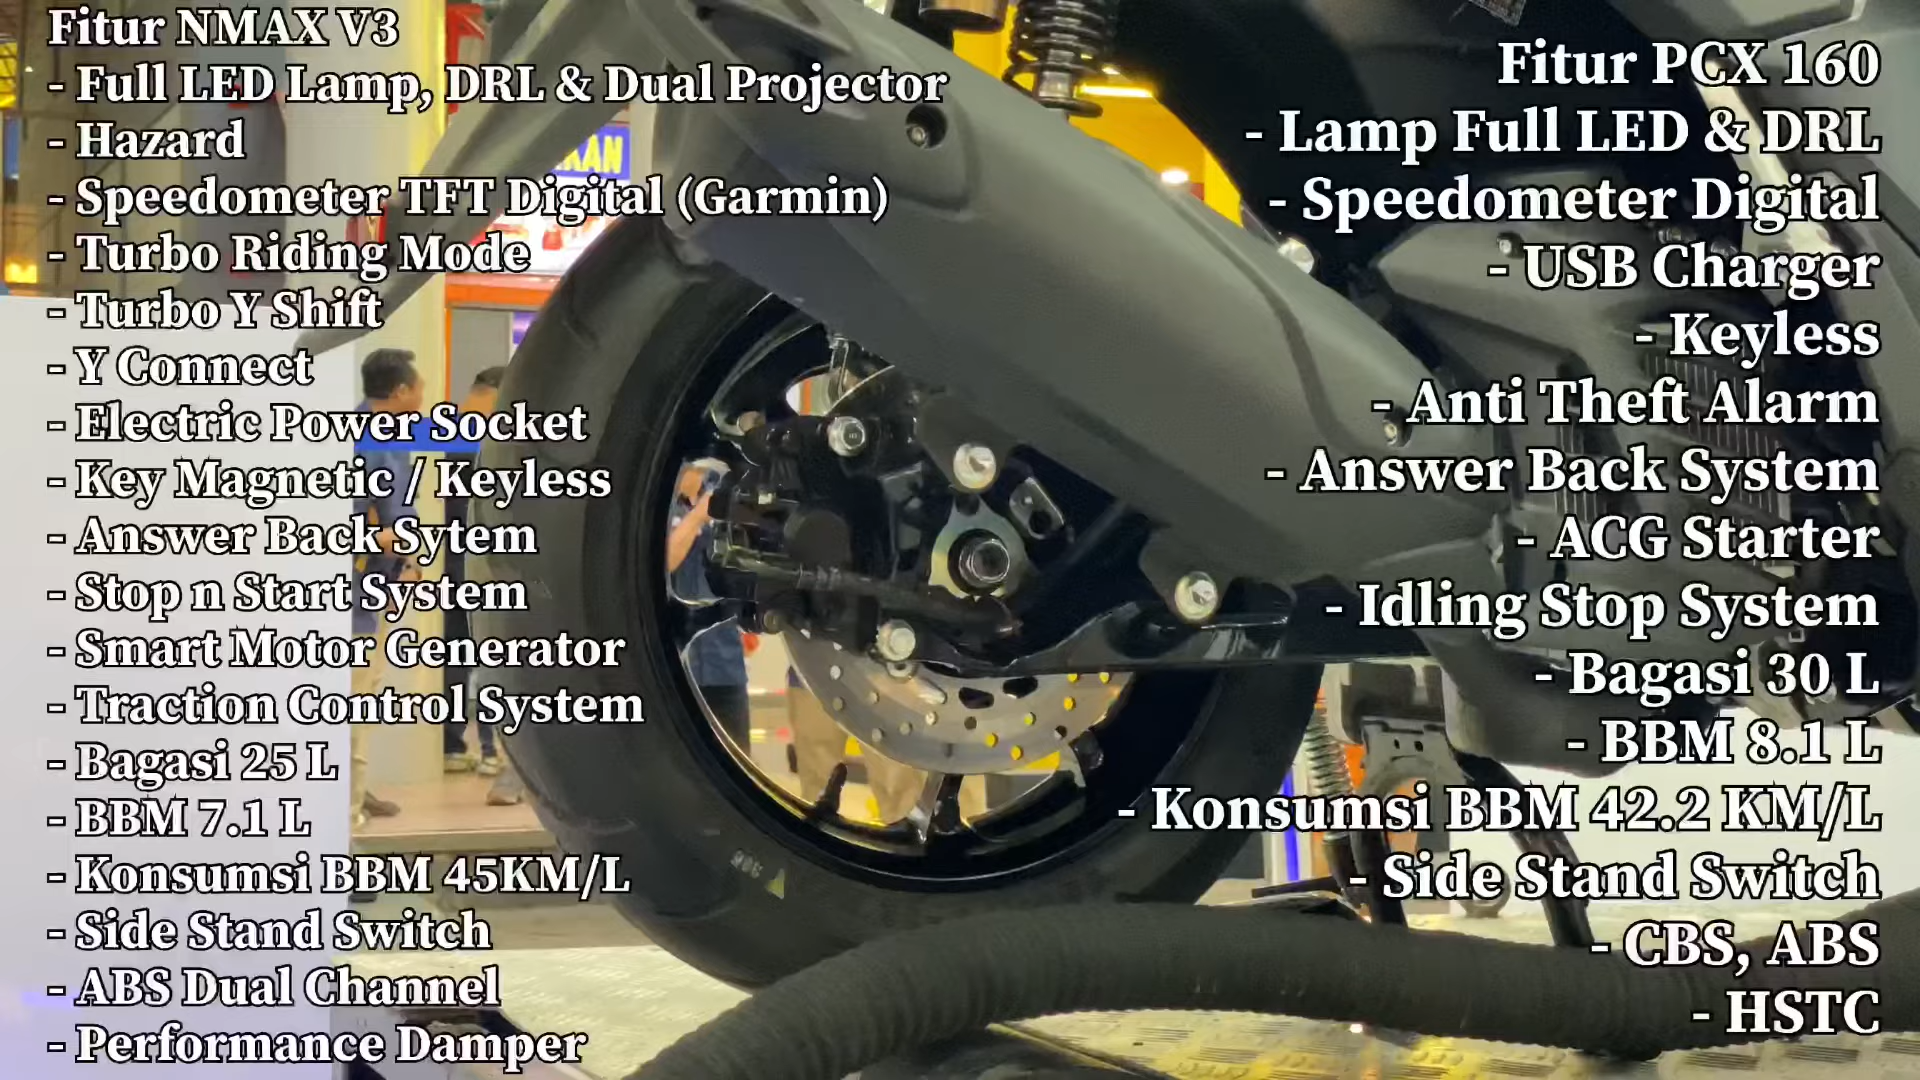 Fitur NMAX V3
- Full LED Lamp, DRL & Dual Projector
- Hazard
- Speedometer TFT Digital (Garmin)
- Turbo Riding Mode
- Turbo Y Shift
- Y Connect
- Electric Power Socket
- Key Magnetic / Keyless
- Answer Back Sytem
- Stop n Start System
- Smart Motor Generator
- Traction Control System
- Bagasi 25 L
- BBM 7.1 L
- Konsumsi BBM 45KM/L
- Side Stand Switch
- ABS Dual Channel
- Performance Damper
Fitur PCX 160
- Lamp Full LED & DRL
- Speedometer Digital
- USB Charger
- Keyless
- Anti Theft Alarm
- Answer Back System
- ACG Starter
- Idling Stop System
- Bagasi 30 L
- BBM 8.1 L
- Konsumsi BBM 42.2 KM/L
- Side Stand Switch
- CBS, ABS
- HSTC